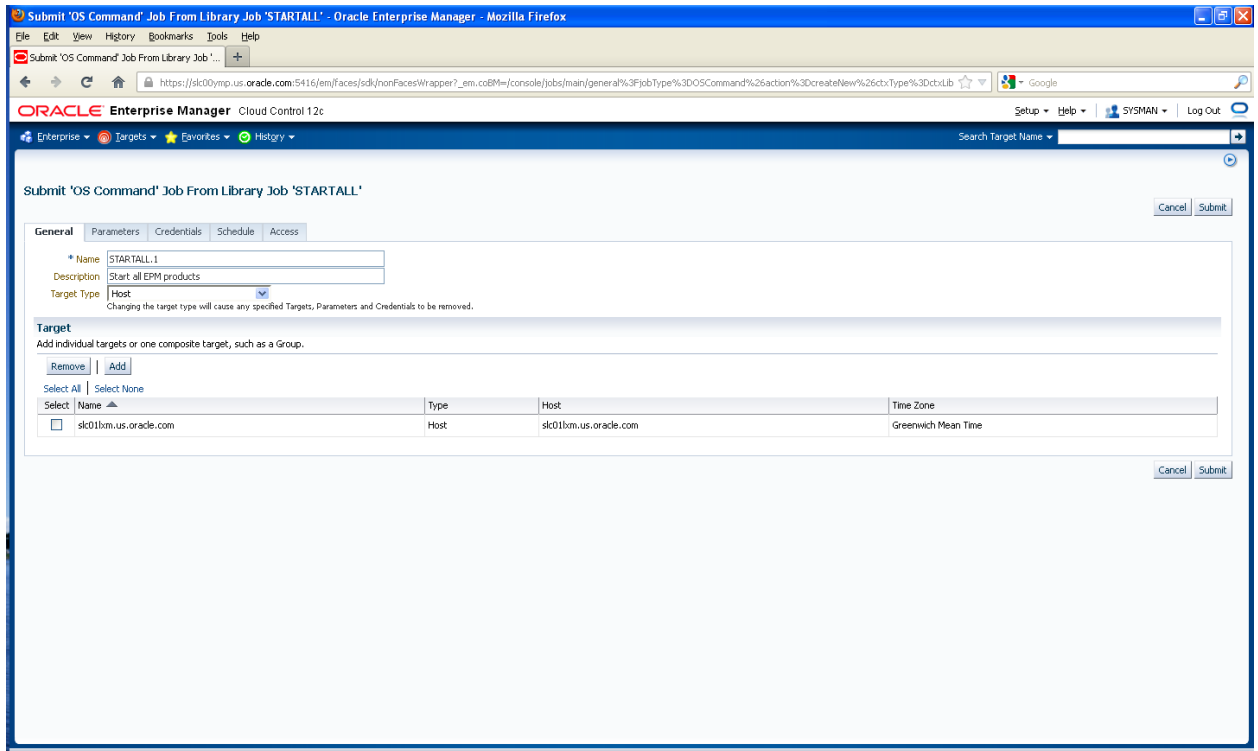 Submit 'OS Command' Job From Library Job 'STARTALL' - Oracle Enterprise Manager - Mozilla Firefox
File Edit View History Bookmarks Tools Help
Submit 'OS Command' Job From Library Job '... +
https://slc00ymp.us.oracle.com:5416/em/faces/sdk/nonFacesWrapper?_em.coBM=/console/jobs/main/general%3FjobType%3DOSCommand%26action%3DcreateNew%26ctxType%3DctxLib Google
ORACLE Enterprise Manager Cloud Control 12c Setup Help SYSMAN Log Out
Enterprise Targets Favorites History Search Target Name
Submit 'OS Command' Job From Library Job 'STARTALL'
Cancel Submit
General Parameters Credentials Schedule Access
* Name STARTALL.1
Description Start all EPM products
Target Type Host
Changing the target type will cause any specified Targets, Parameters and Credentials to be removed.
Target
Add individual targets or one composite target, such as a Group.
Remove | Add
Select All | Select None
Select Name Type Host Time Zone
slc01lxm.us.oracle.com Host slc01lxm.us.oracle.com Greenwich Mean Time
Cancel Submit